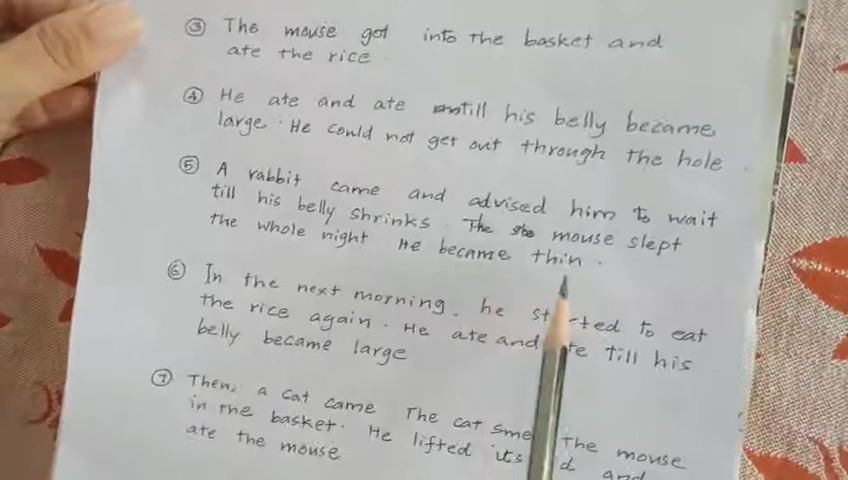 ③ The mouse got into the basket and
ate the rice.
④ He ate and ate till his belly became
large. He could not get out through the hole.
⑤ A rabbit came and advised him to wait
till his belly shrinks. The mouse slept
the whole night. He became thin.
⑥ In the next morning. he to eat
the rice again. He ate and till his
belly became large
⑦ Then, a cat came The cat the mouse
in the basket. He lifted its and
ate the mouse